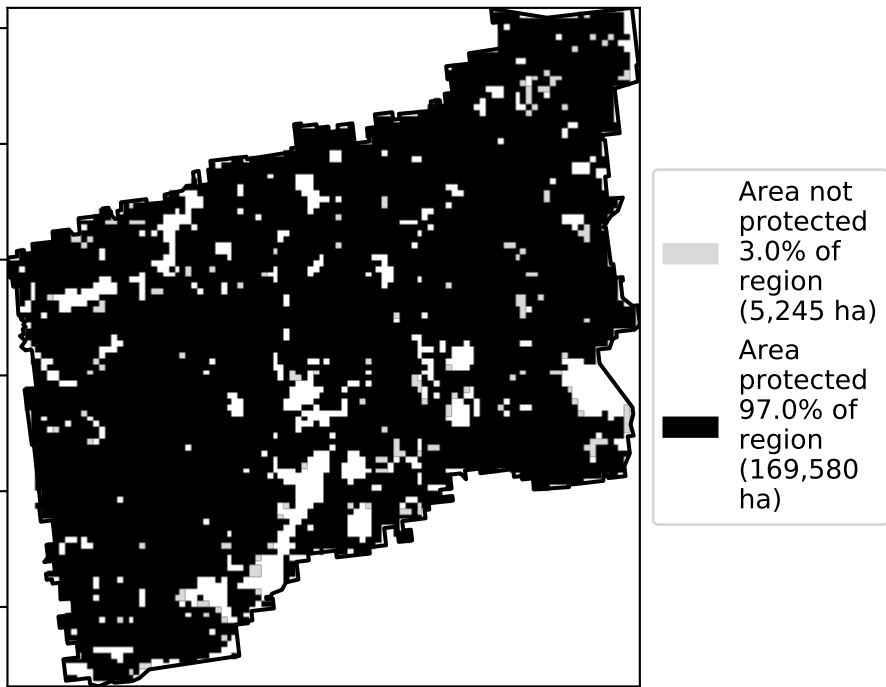 Area not
protected
3.0% of
region
(5,245 ha)
Area
protected
97.0% of
region
(169,580
ha)